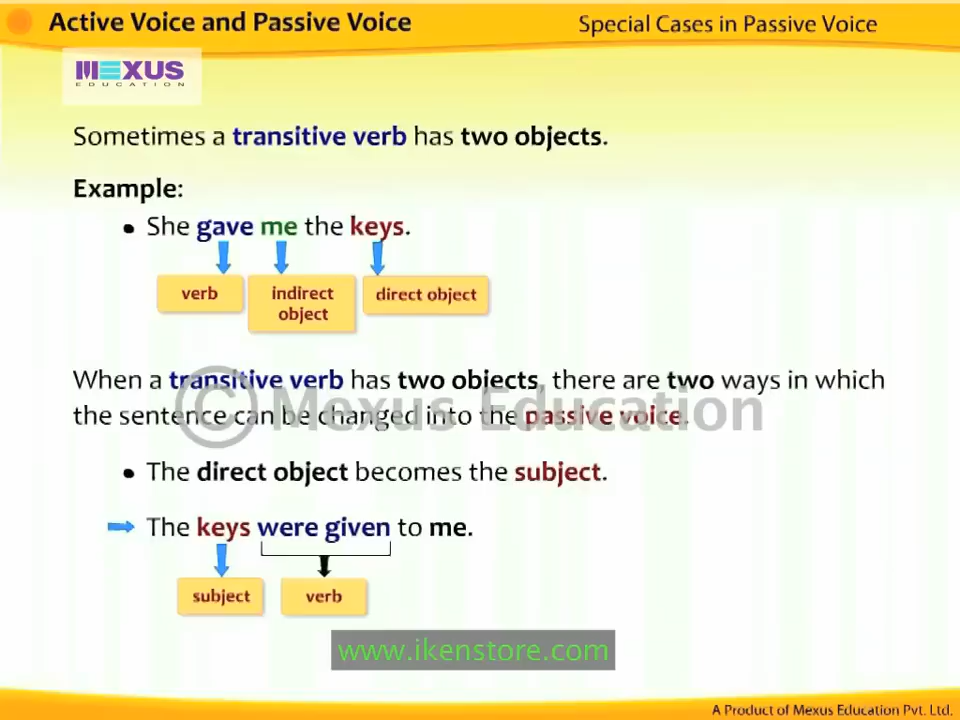 Active Voice and Passive Voice
Special Cases in Passive Voice
MEXUS
EDUCATION
Sometimes a transitive verb has two objects.
Example:
• She gave me the keys.
verb
indirect
object
direct object
When a transitive verb has two objects, there are two ways in which
the sentence can be changed into the passive voice.
© Mexus Education
• The direct object becomes the subject.
The keys were given to me.
subject
verb
www.ikenstore.com
A Product of Mexus Education Pvt. Ltd.